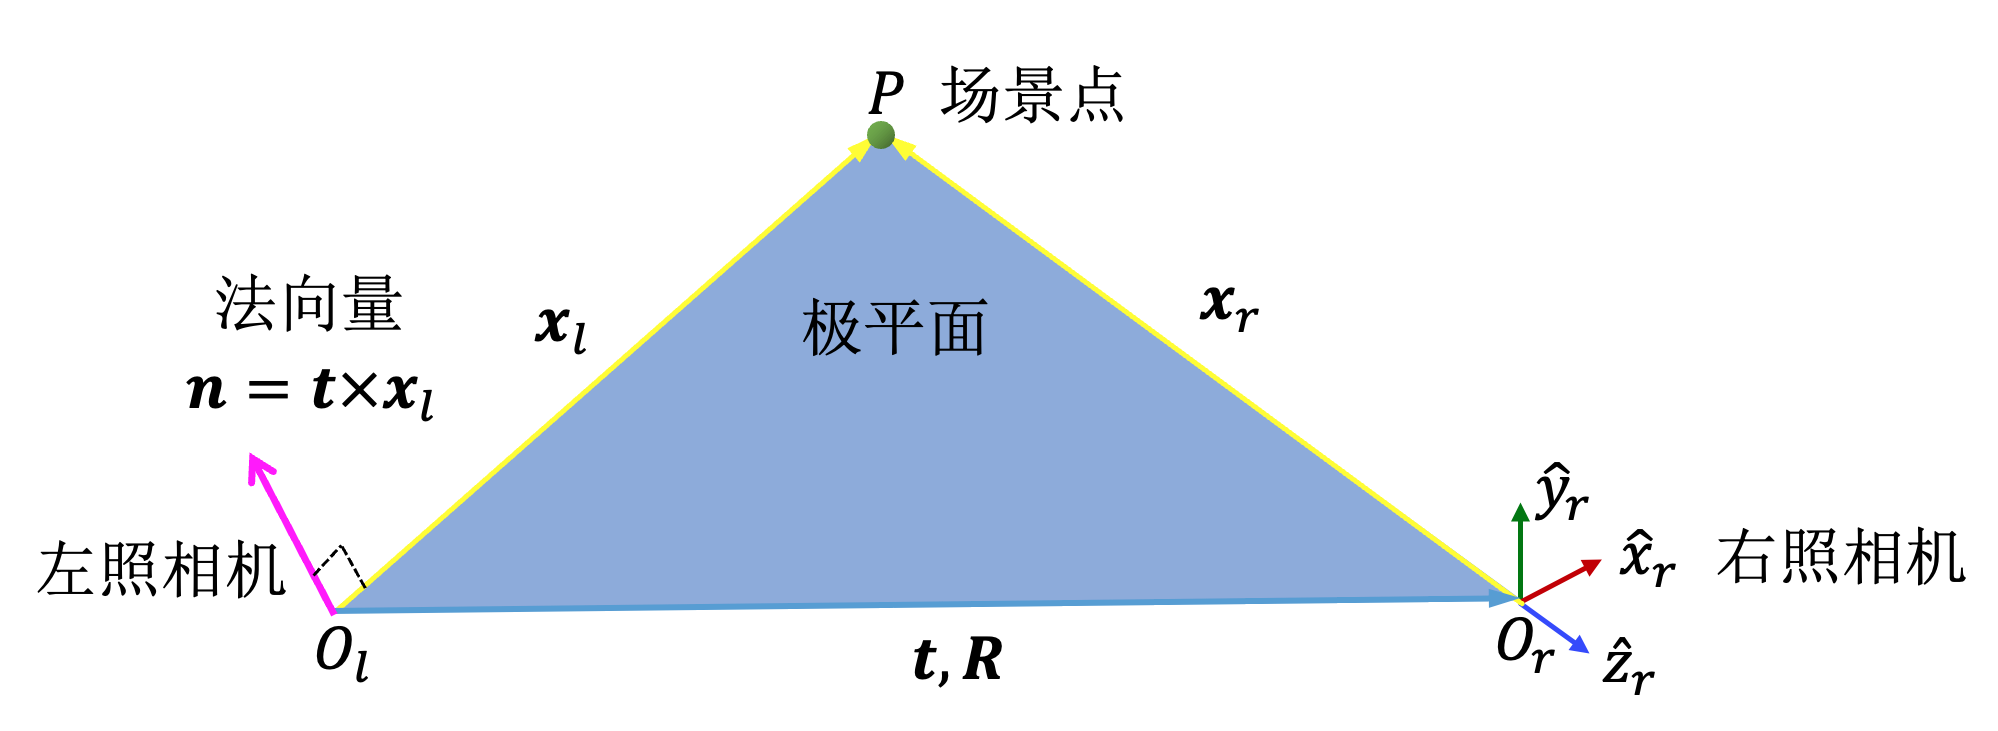 P 场景点
法向量
n = t×x_l
x_l
极平面
x_r
ŷ_r
左照相机
x̂_r 右照相机
O_l
t, R
O_r
ẑ_r